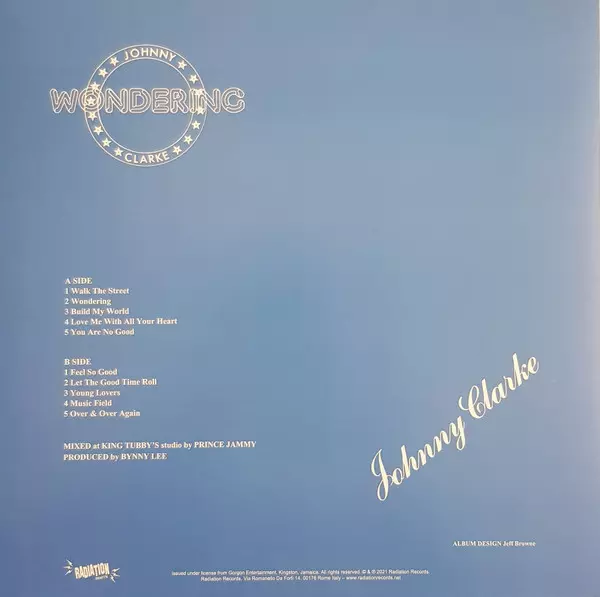 JOHNNY
WONDERING
CLARKE
A SIDE
1 Walk The Street
2 Wondering
3 Build My World
4 Love Me With All Your Heart
5 You Are No Good
B SIDE
1 Feel So Good
2 Let The Good Time Roll
3 Young Lovers
4 Music Field
5 Over & Over Again
MIXED at KING TUBBY'S studio by PRINCE JAMMY
PRODUCED by BYNNY LEE
Johnny Clarke
ALBUM DESIGN Jeff Browne
RADIATION
Issued under license from Gorgon Entertainment, Kingston, Jamaica. All rights reserved. ℗ & © 2021 Radiation Records
Radiation Records, Via Romanello Da Forlì 14, 00176 Rome Italy – www.radiationrecords.net